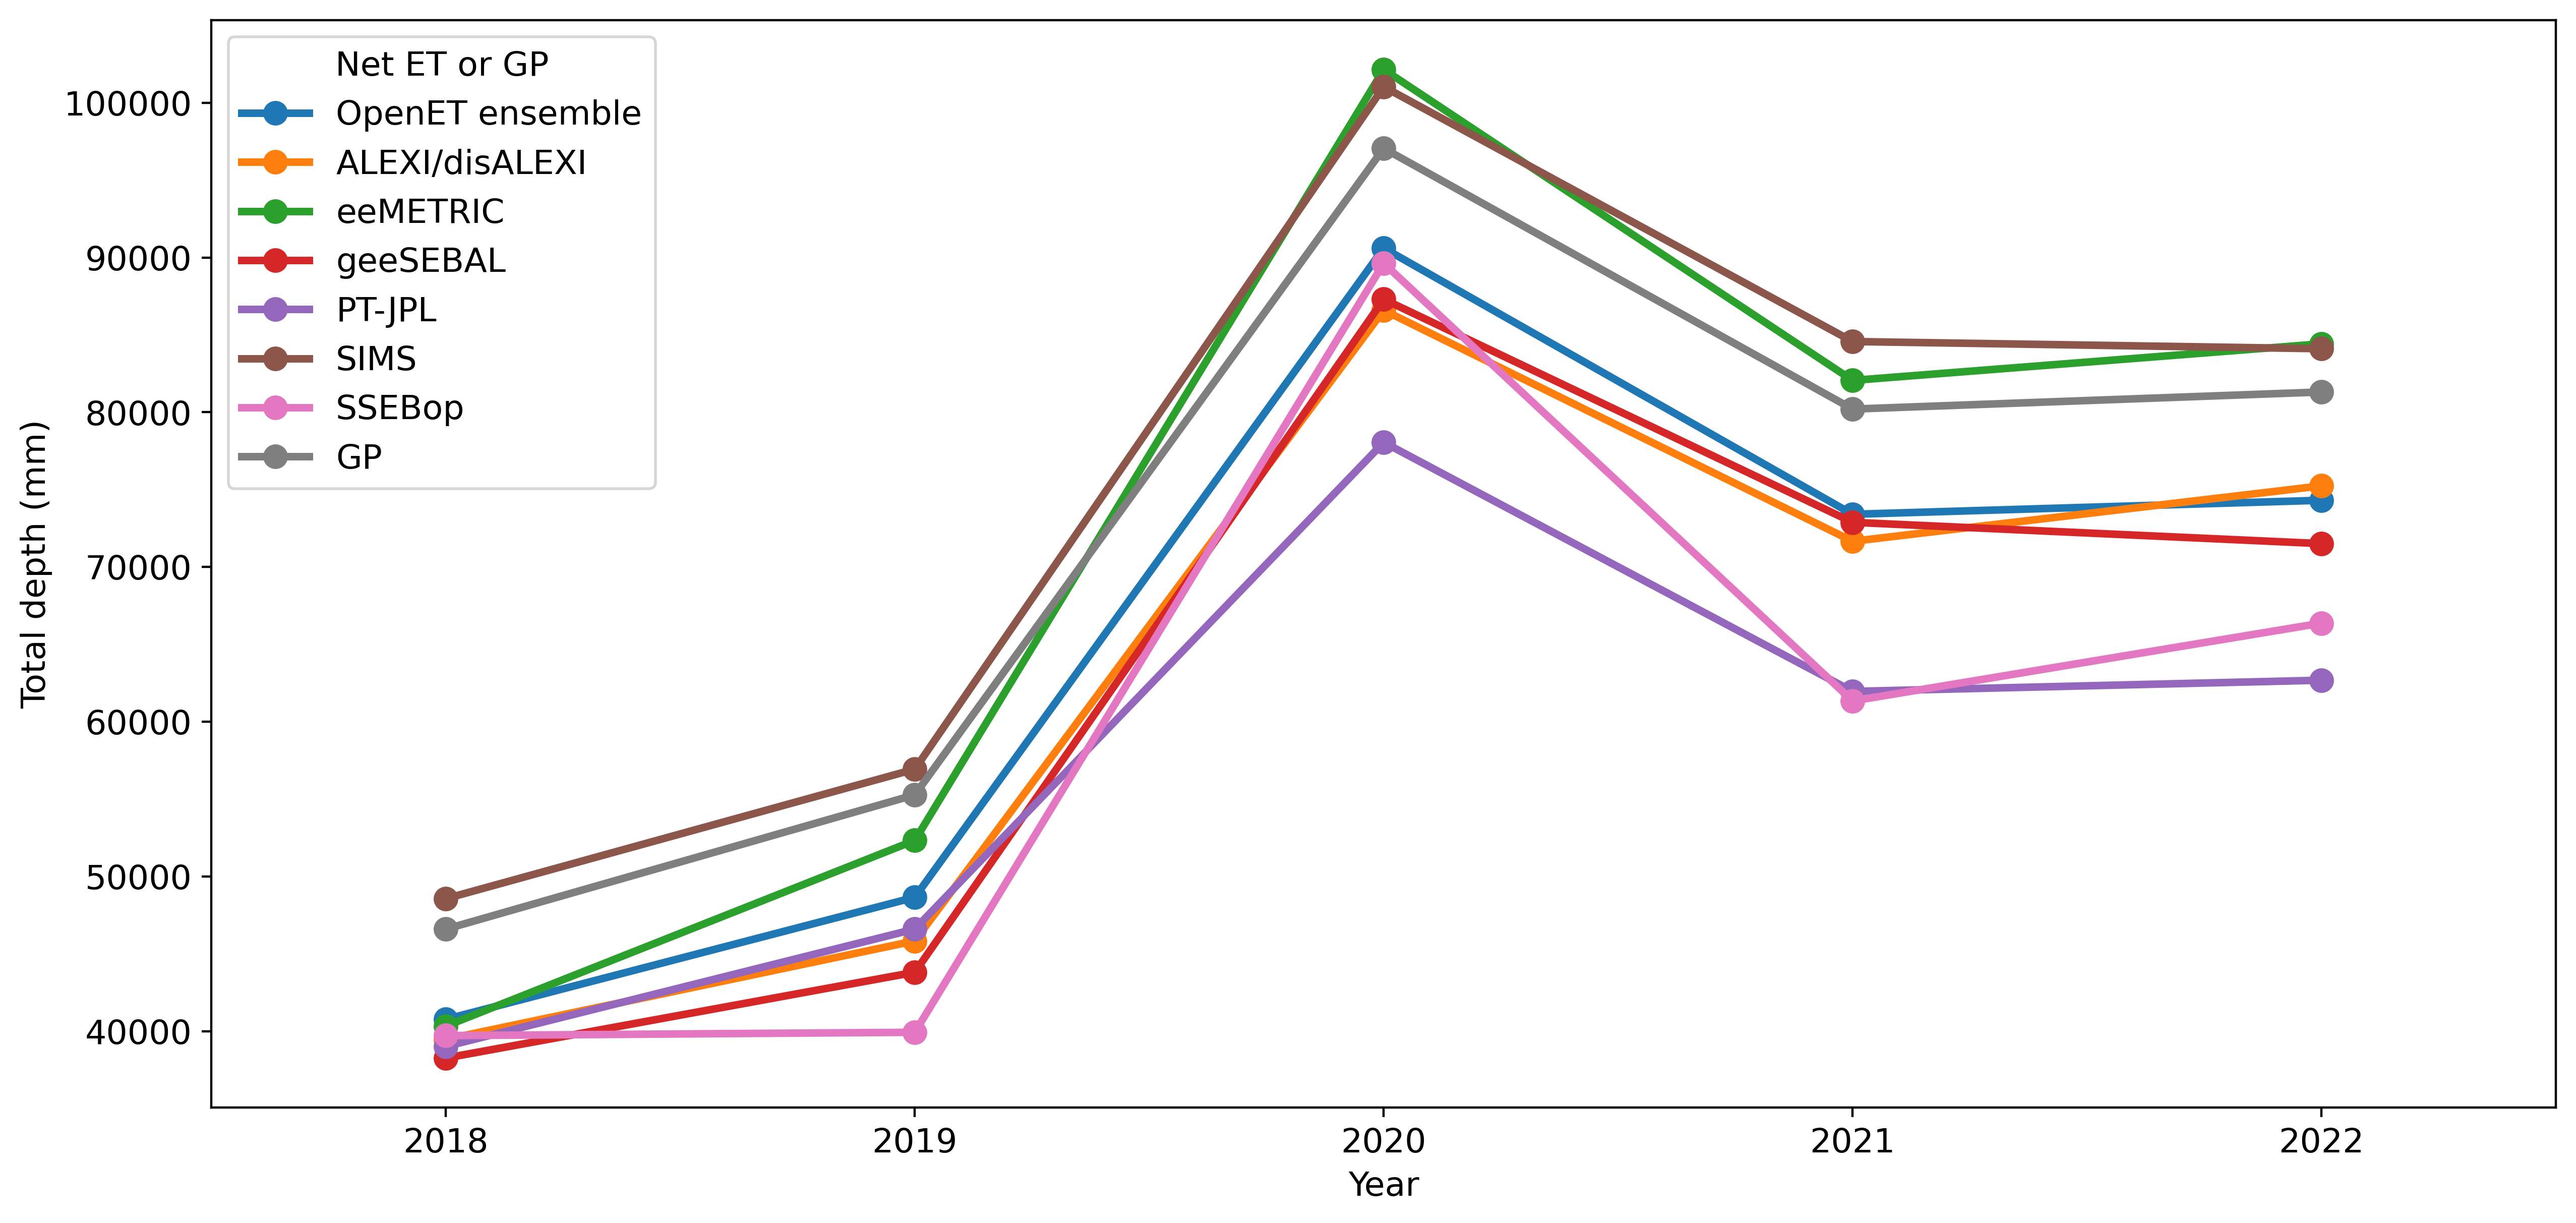 Net ET or GP
OpenET ensemble
ALEXI/disALEXI
eeMETRIC
geeSEBAL
PT-JPL
SIMS
SSEBop
GP
100000
90000
80000
70000
60000
50000
40000
Total depth (mm)
2018 2019 2020 2021 2022
Year